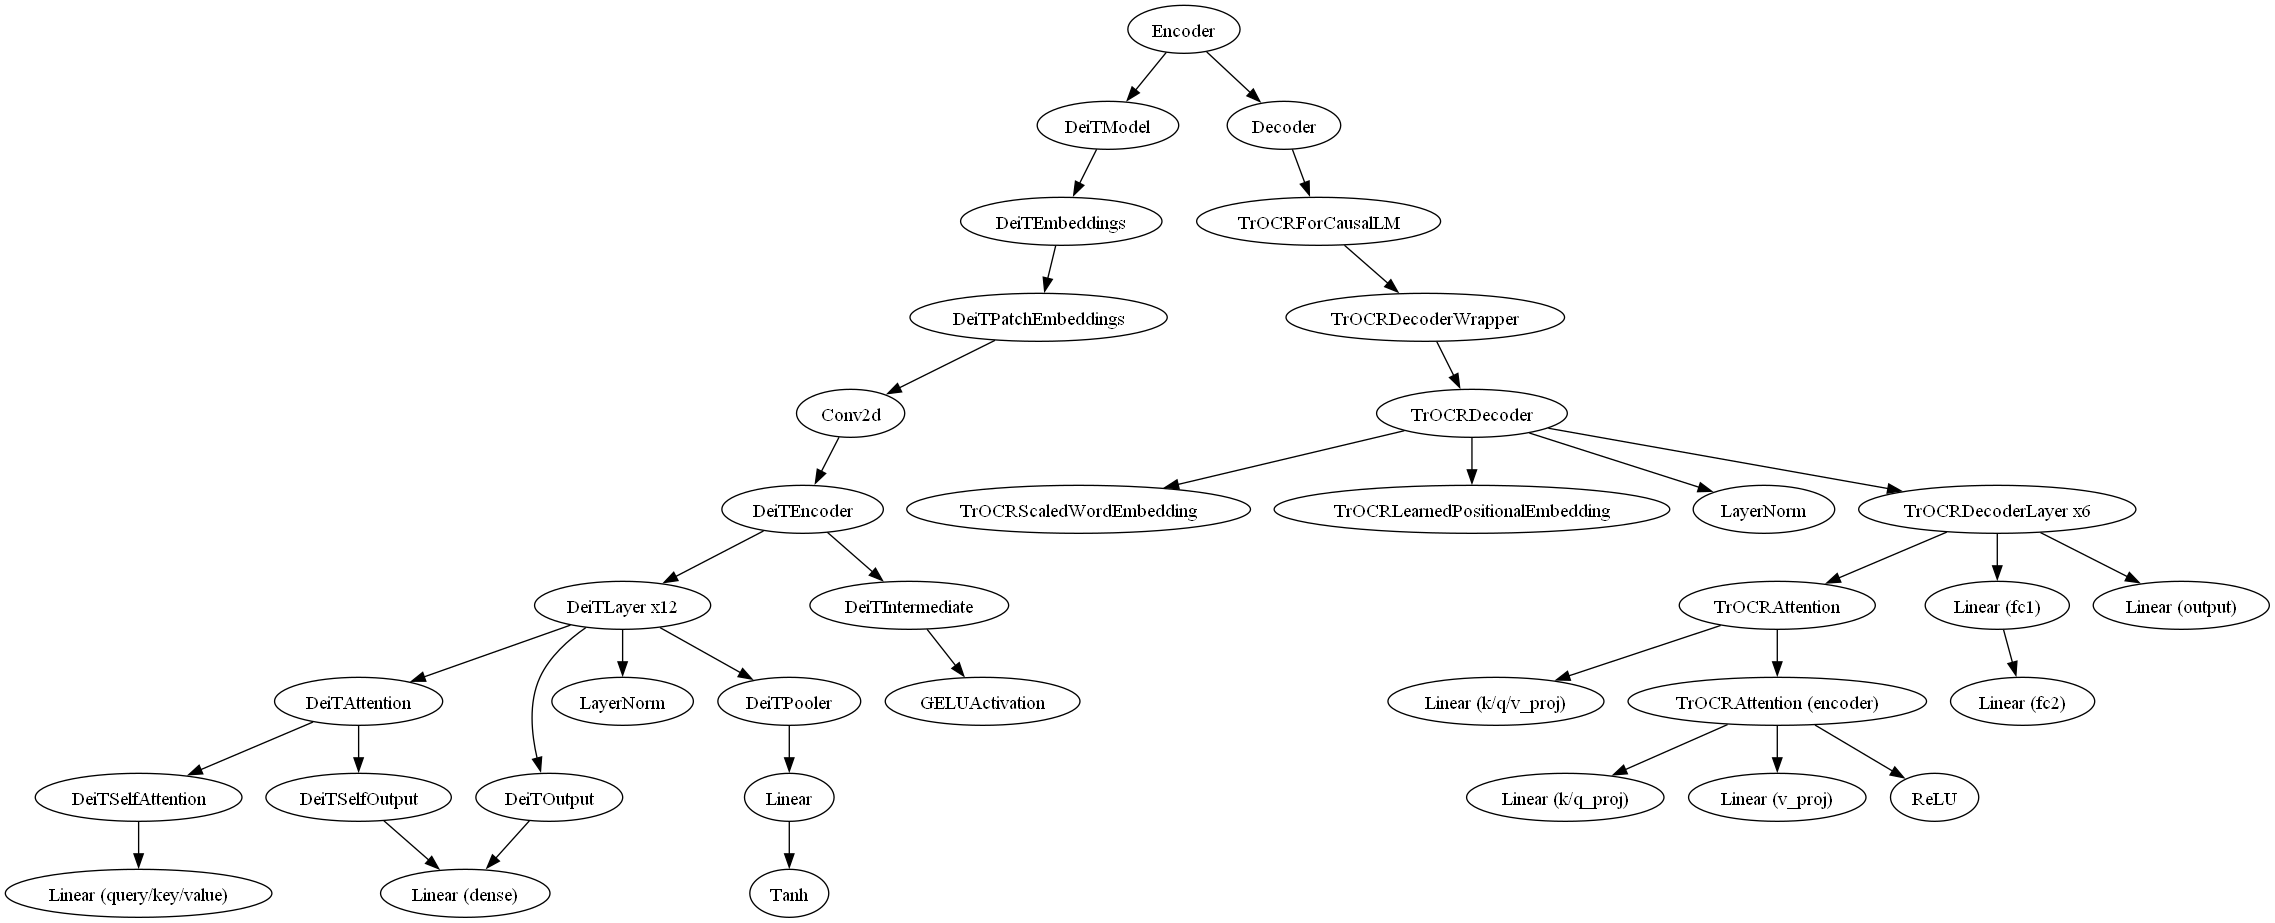 Encoder
DeiTModel
Decoder
DeiTEmbeddings
TrOCRForCausalLM
DeiTPatchEmbeddings
TrOCRDecoderWrapper
Conv2d
TrOCRDecoder
DeiTEncoder
TrOCRScaledWordEmbedding
TrOCRLearnedPositionalEmbedding
LayerNorm
TrOCRDecoderLayer x6
DeiTLayer x12
DeiTIntermediate
TrOCRAttention
Linear (fc1)
Linear (output)
DeiTAttention
LayerNorm
DeiTPooler
GELUActivation
Linear (k/q/v_proj)
TrOCRAttention (encoder)
Linear (fc2)
DeiTSelfAttention
DeiTSelfOutput
DeiTOutput
Linear
Linear (k/q_proj)
Linear (v_proj)
ReLU
Linear (query/key/value)
Linear (dense)
Tanh